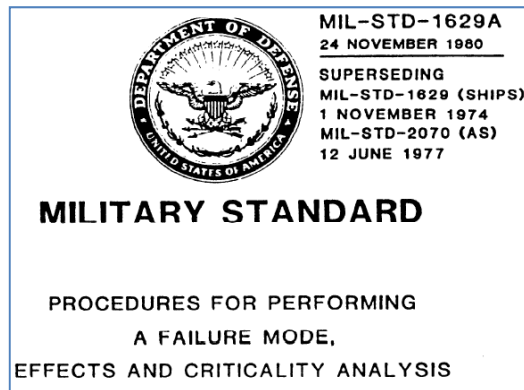 DEPARTMENT OF DEFENSE
UNITED STATES OF AMERICA
MIL-STD-1629A
24 NOVEMBER 1980
SUPERSEDING
MIL-STD-1629 (SHIPS)
1 NOVEMBER 1974
MIL-STD-2070 (AS)
12 JUNE 1977
MILITARY STANDARD
PROCEDURES FOR PERFORMING
A FAILURE MODE,
EFFECTS AND CRITICALITY ANALYSIS